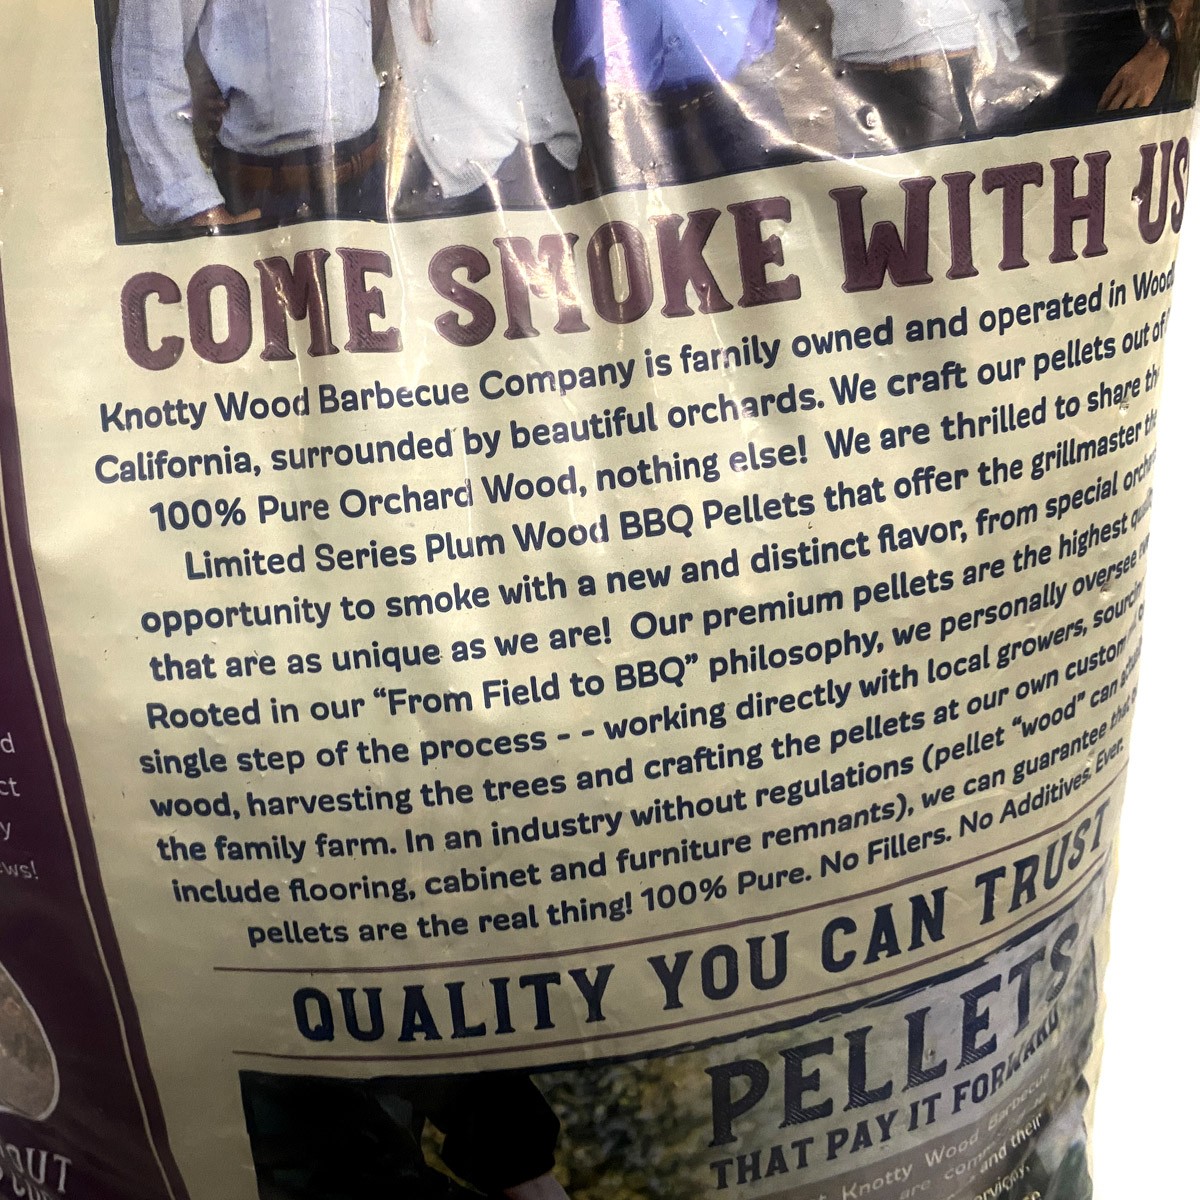 COME SMOKE WITH US
Knotty Wood Barbecue Company is family owned and operated in
California, surrounded by beautiful orchards. We craft our pellets out of
100% Pure Orchard Wood, nothing else! We are thrilled to share
Limited Series Plum Wood BBQ Pellets that offer the grillmaster
opportunity to smoke with a new and distinct flavor, from special
that are as unique as we are! Our premium pellets are the highest
Rooted in our “From Field to BBQ” philosophy, we personally oversee
single step of the process - - working directly with local growers,
wood, harvesting the trees and crafting the pellets at our own custom
the family farm. In an industry without regulations (pellet “wood” can
include flooring, cabinet and furniture remnants), we can guarantee
pellets are the real thing! 100% Pure. No Fillers. No Additives. Ever.
QUALITY YOU CAN TRUST
PELLETS
THAT PAY IT FORWARD
Knotty Wood Barbecue
are
and their